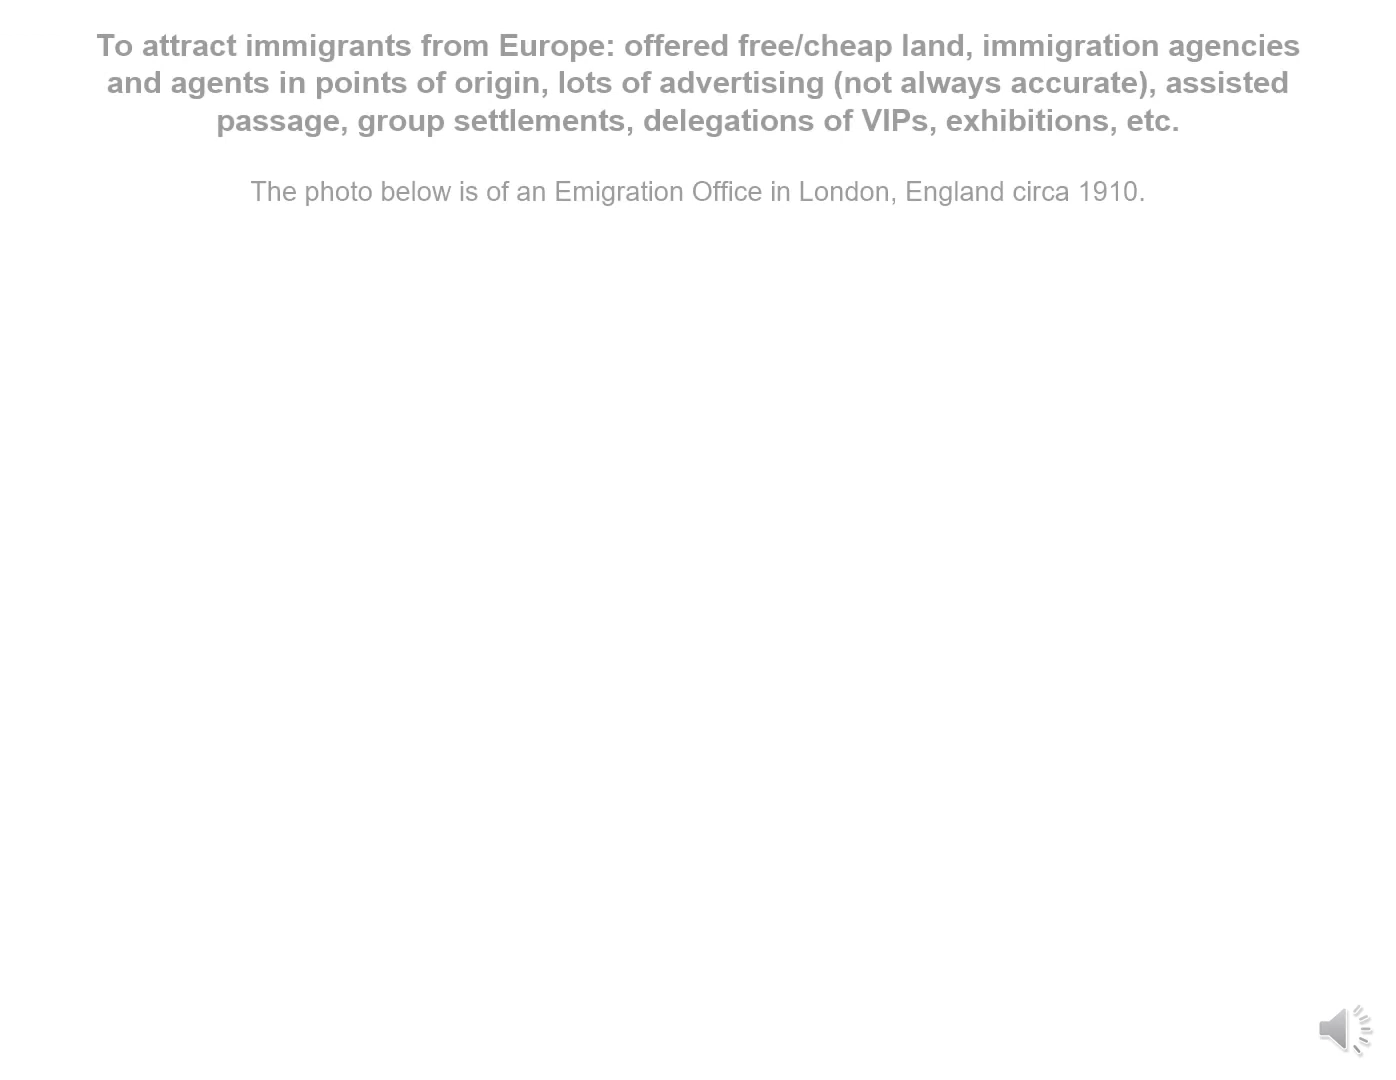 To attract immigrants from Europe: offered free/cheap land, immigration agencies
and agents in points of origin, lots of advertising (not always accurate), assisted
passage, group settlements, delegations of VIPs, exhibitions, etc.
The photo below is of an Emigration Office in London, England circa 1910.